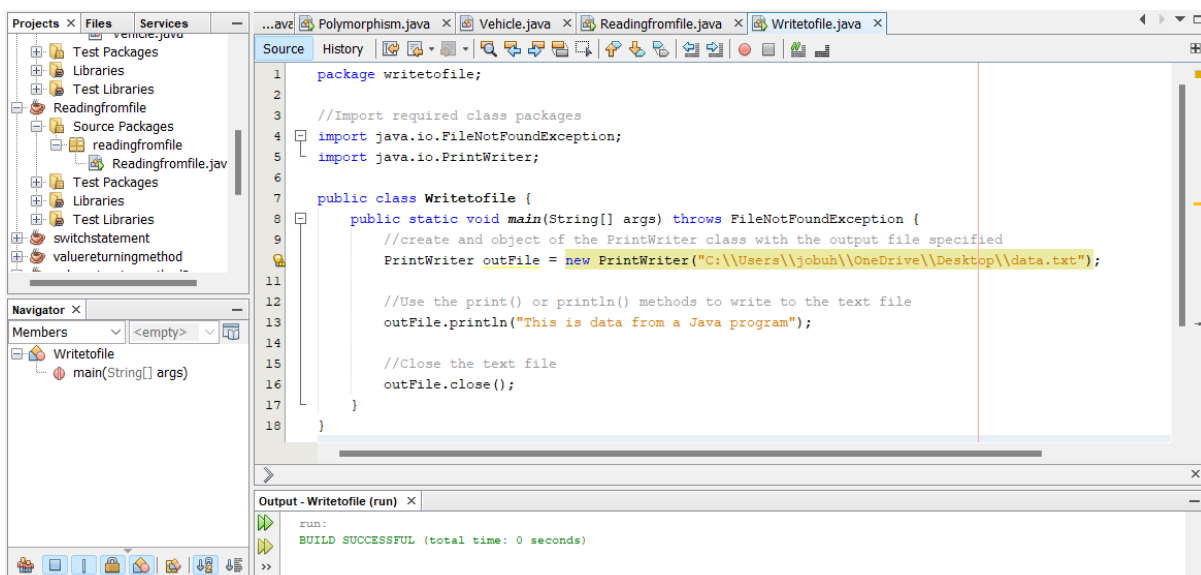 Projects × Files Services
Vehicle.java
Test Packages
Libraries
Test Libraries
Readingfromfile
Source Packages
readingfromfile
Readingfromfile.jav
Test Packages
Libraries
Test Libraries
switchstatement
valuereturningmethod
Navigator ×
Members <empty>
Writetofile
main(String[] args)
...ava Polymorphism.java × Vehicle.java × Readingfromfile.java × Writetofile.java ×
Source History
1 package writetofile;
2
3 //Import required class packages
4 import java.io.FileNotFoundException;
5 import java.io.PrintWriter;
6
7 public class Writetofile {
8 public static void main(String[] args) throws FileNotFoundException {
9 //create and object of the PrintWriter class with the output file specified
PrintWriter outFile = new PrintWriter("C:\\Users\\jobuh\\OneDrive\\Desktop\\data.txt");
11
12 //Use the print() or println() methods to write to the text file
13 outFile.println("This is data from a Java program");
14
15 //Close the text file
16 outFile.close();
17 }
18 }
Output - Writetofile (run) ×
run:
BUILD SUCCESSFUL (total time: 0 seconds)